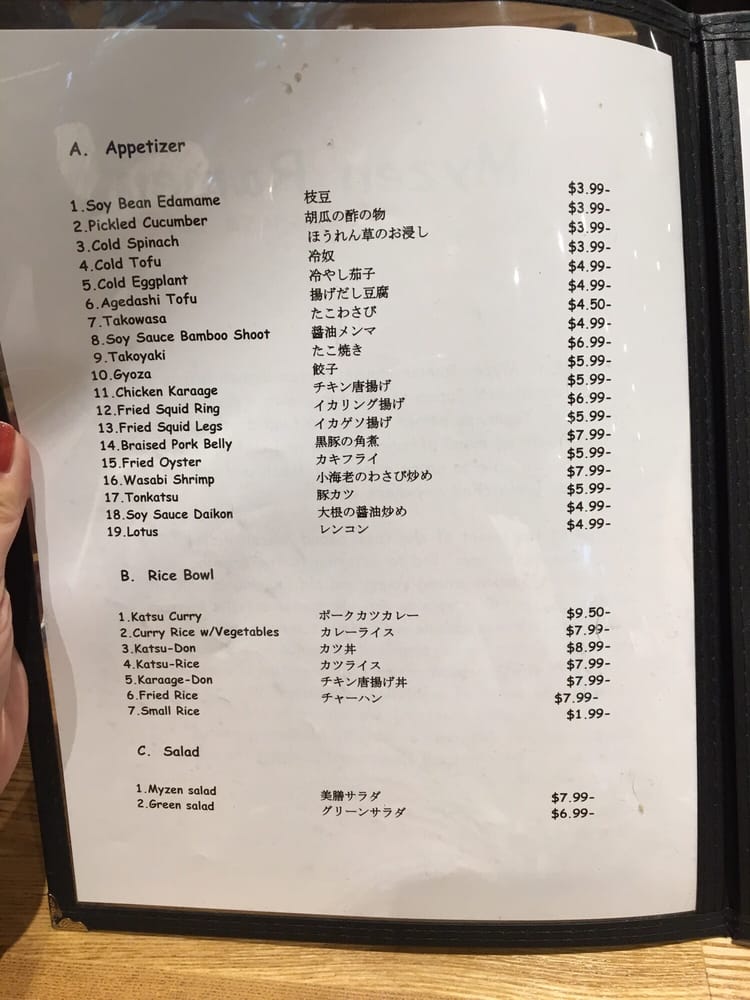 A. Appetizer
1.Soy Bean Edamame 枝豆 $3.99-
2.Pickled Cucumber 胡瓜の酢の物 $3.99-
3.Cold Spinach ほうれん草のお浸し $3.99-
4.Cold Tofu 冷奴 $3.99-
5.Cold Eggplant 冷やし茄子 $4.99-
6.Agedashi Tofu 揚げだし豆腐 $4.99-
7.Takowasa たこわさび $4.50-
8.Soy Sauce Bamboo Shoot 醤油メンマ $4.99-
9.Takoyaki たこ焼き $6.99-
10.Gyoza 餃子 $5.99-
11.Chicken Karaage チキン唐揚げ $5.99-
12.Fried Squid Ring イカリング揚げ $6.99-
13.Fried Squid Legs イカゲソ揚げ $5.99-
14.Braised Pork Belly 黒豚の角煮 $7.99-
15.Fried Oyster カキフライ $5.99-
16.Wasabi Shrimp 小海老のわさび炒め $7.99-
17.Tonkatsu 豚カツ $5.99-
18.Soy Sauce Daikon 大根の醤油炒め $4.99-
19.Lotus レンコン $4.99-
B. Rice Bowl
1.Katsu Curry ポークカツカレー $9.50-
2.Curry Rice w/Vegetables カレーライス $7.99-
3.Katsu-Don カツ丼 $8.99-
4.Katsu-Rice カツライス $7.99-
5.Karaage-Don チキン唐揚げ丼 $7.99-
6.Fried Rice チャーハン $7.99-
7.Small Rice $1.99-
C. Salad
1.Myzen salad 美膳サラダ $7.99-
2.Green salad グリーンサラダ $6.99-